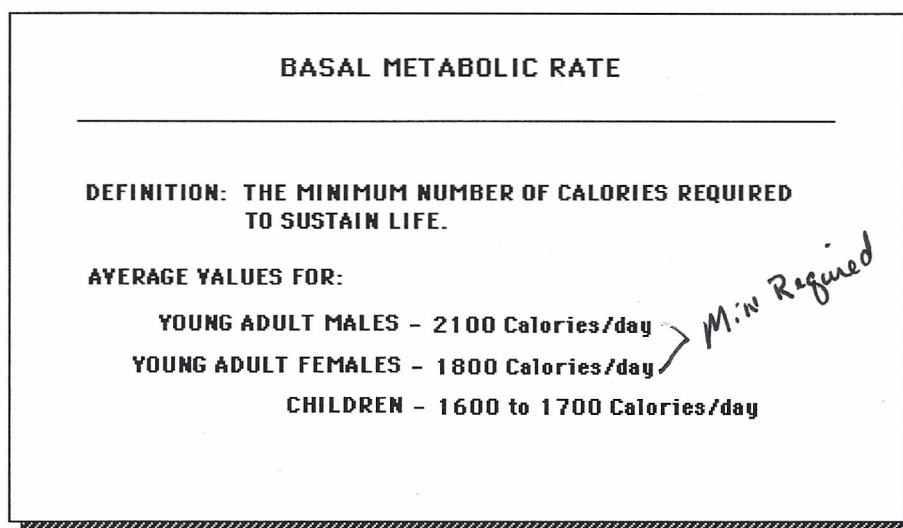 BASAL METABOLIC RATE
DEFINITION: THE MINIMUM NUMBER OF CALORIES REQUIRED
TO SUSTAIN LIFE.
AVERAGE VALUES FOR:
YOUNG ADULT MALES - 2100 Calories/day
Min Required
YOUNG ADULT FEMALES - 1800 Calories/day
CHILDREN - 1600 to 1700 Calories/day